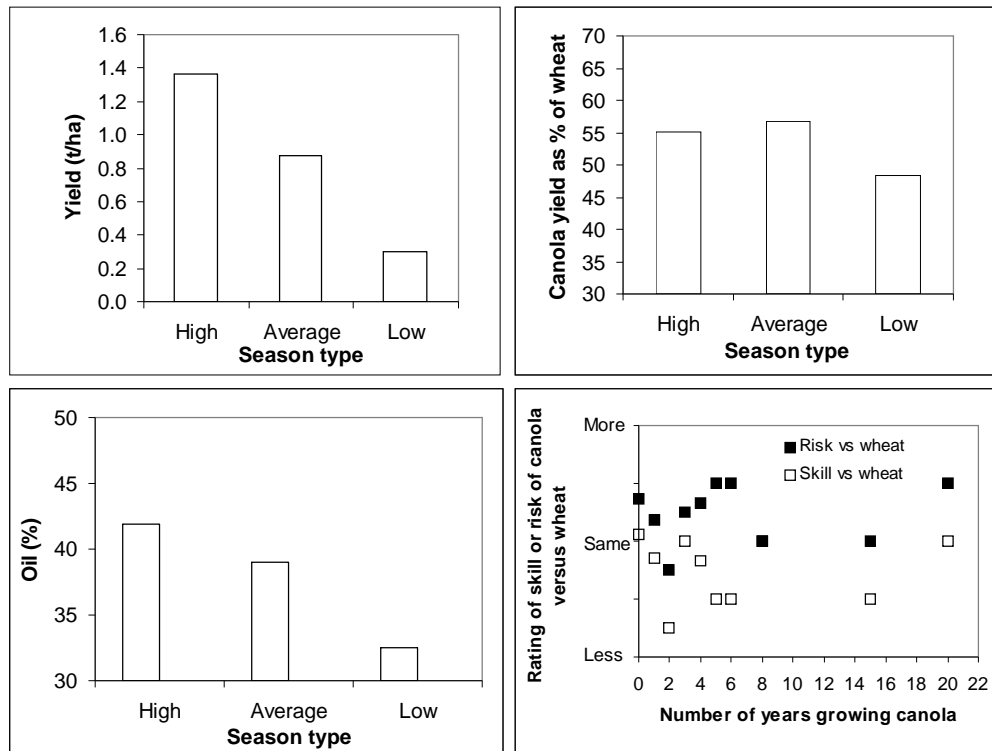 Yield (t/ha)
1.6
1.4
1.2
1.0
0.8
0.6
0.4
0.2
0.0
High Average Low
Season type
Canola yield as % of wheat
70
65
60
55
50
45
40
35
30
High Average Low
Season type
Oil (%)
50
45
40
35
30
High Average Low
Season type
Rating of skill or risk of canola
versus wheat
More
Same
Less
Risk vs wheat
Skill vs wheat
0 2 4 6 8 10 12 14 16 18 20 22
Number of years growing canola